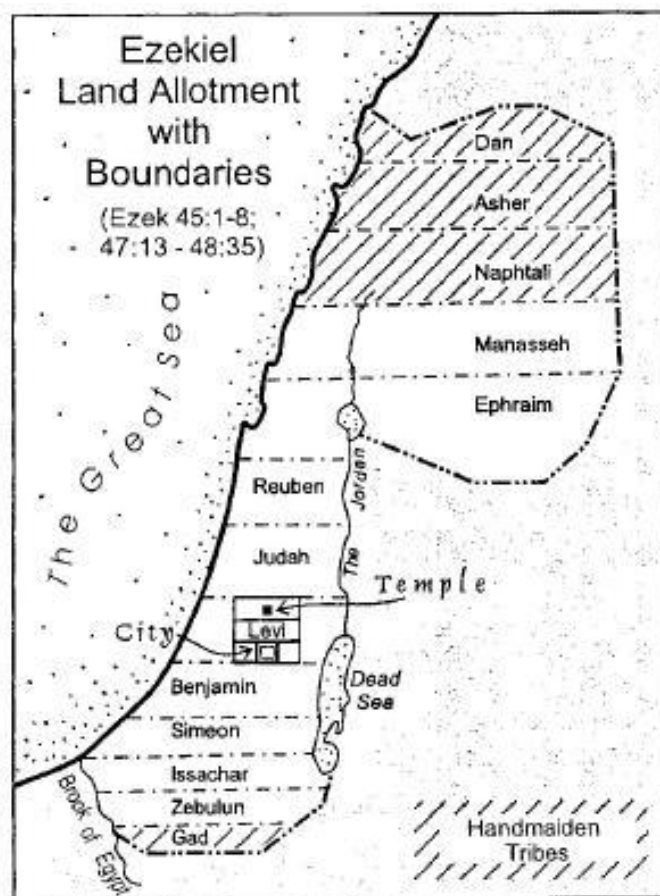 Ezekiel
Land Allotment
with
Boundaries
(Ezek 45:1-8;
47:13 - 48:35)
The Great Sea
Dan
Asher
Naphtali
Manasseh
Ephraim
The Jordan
Reuben
Judah
Temple
Levi
City
Benjamin
Dead
Sea
Simeon
Issachar
Zebulun
Gad
Brook of Egypt
Handmaiden
Tribes